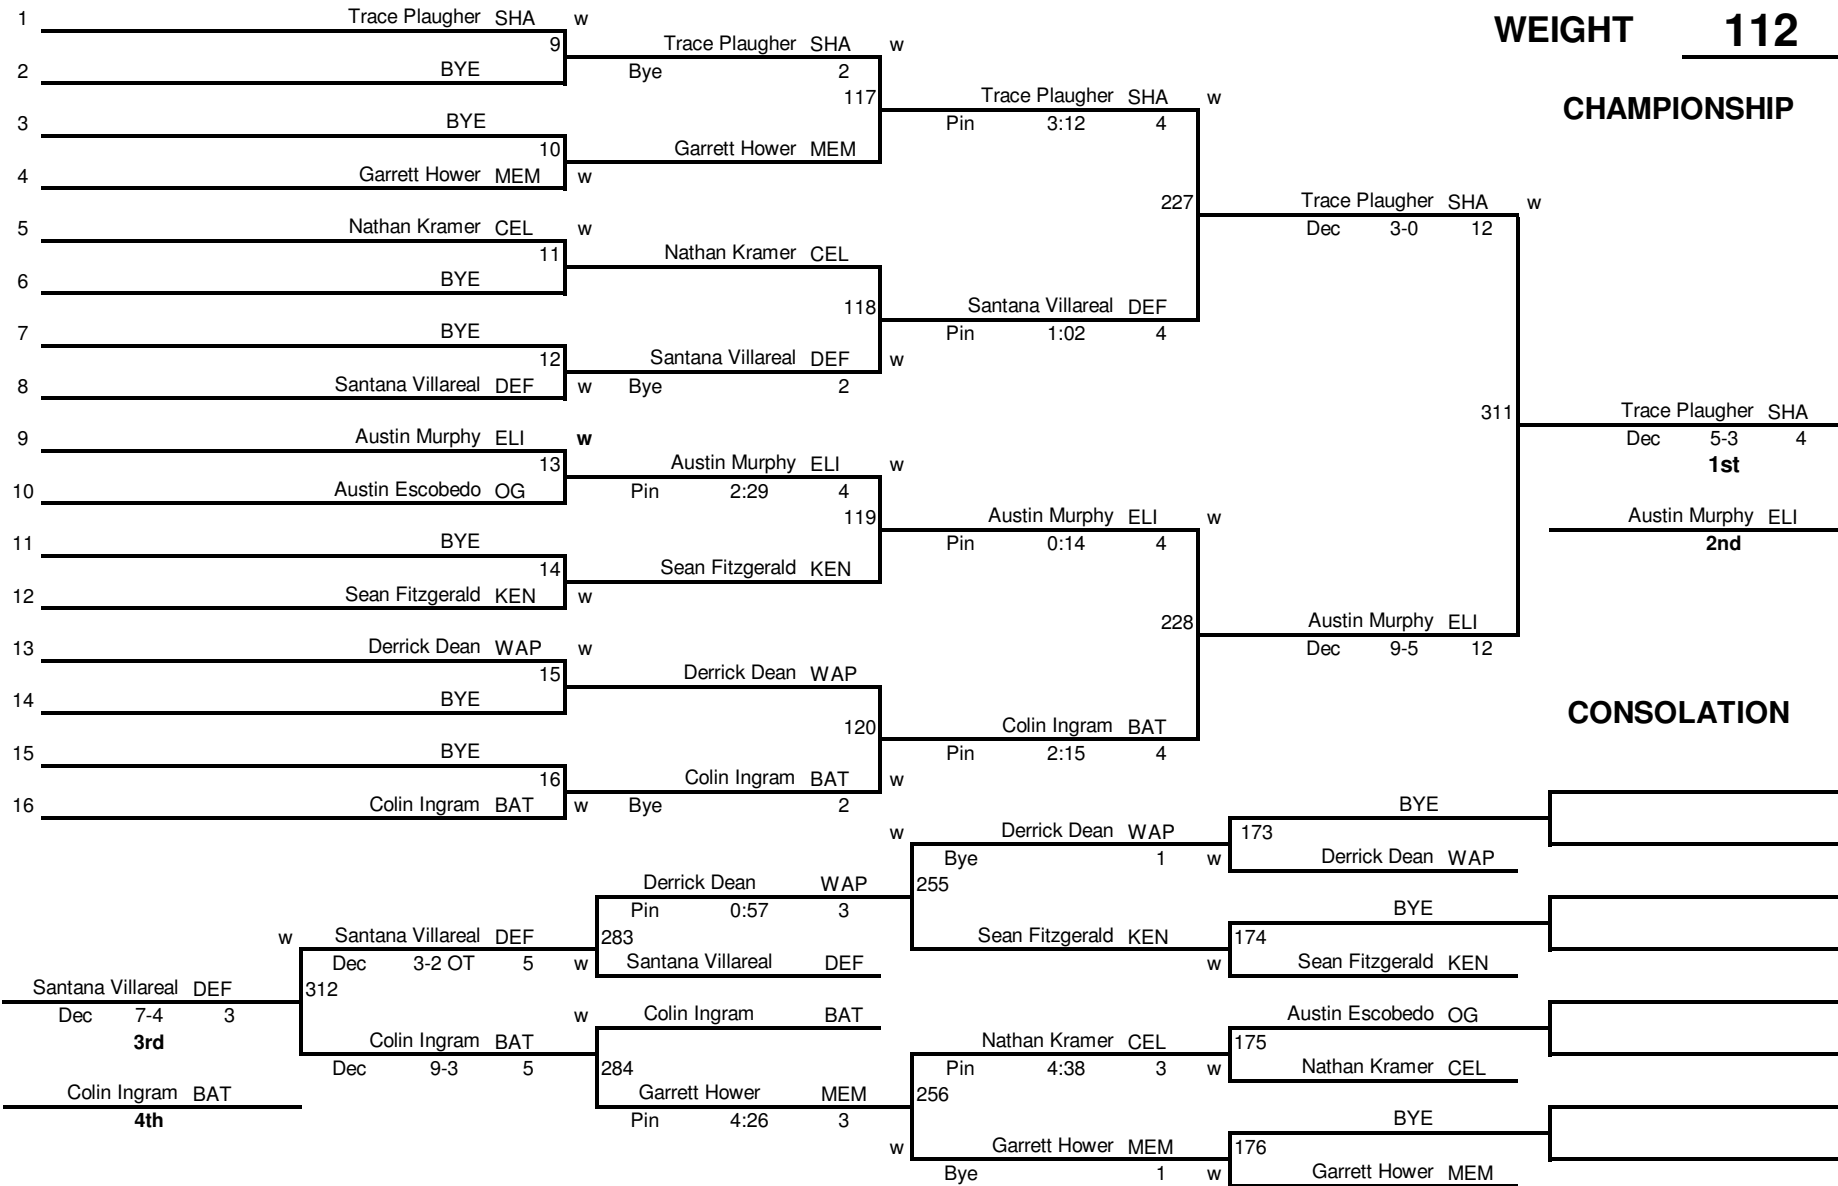 1 Trace Plaugher SHA w
WEIGHT 112
9 Trace Plaugher SHA w
2 BYE Bye 2
117 Trace Plaugher SHA w
CHAMPIONSHIP
3 BYE Pin 3:12 4
10 Garrett Hower MEM
4 Garrett Hower MEM w
227 Trace Plaugher SHA w
5 Nathan Kramer CEL w Dec 3-0 12
11 Nathan Kramer CEL
6 BYE
118 Santana Villareal DEF
7 BYE Pin 1:02 4
12 Santana Villareal DEF w
8 Santana Villareal DEF w Bye 2
311 Trace Plaugher SHA
9 Austin Murphy ELI w Dec 5-3 4
13 Austin Murphy ELI w 1st
10 Austin Escobedo OG Pin 2:29 4
119 Austin Murphy ELI w Austin Murphy ELI
11 BYE Pin 0:14 4 2nd
14 Sean Fitzgerald KEN
12 Sean Fitzgerald KEN w
228 Austin Murphy ELI
13 Derrick Dean WAP w Dec 9-5 12
15 Derrick Dean WAP
14 BYE
CONSOLATION
120 Colin Ingram BAT
15 BYE Pin 2:15 4
16 Colin Ingram BAT w
16 Colin Ingram BAT w Bye 2 BYE
w Derrick Dean WAP 173
Bye 1 w Derrick Dean WAP
Derrick Dean WAP 255
Pin 0:57 3 BYE
w Santana Villareal DEF 283 Sean Fitzgerald KEN 174
Dec 3-2 OT 5 w Santana Villareal DEF w Sean Fitzgerald KEN
Santana Villareal DEF 312
Dec 7-4 3 w Colin Ingram BAT Austin Escobedo OG
3rd Colin Ingram BAT Nathan Kramer CEL 175
Dec 9-3 5 284 Pin 4:38 3 w Nathan Kramer CEL
Colin Ingram BAT Garrett Hower MEM 256
4th Pin 4:26 3 BYE
w Garrett Hower MEM 176
Bye 1 w Garrett Hower MEM